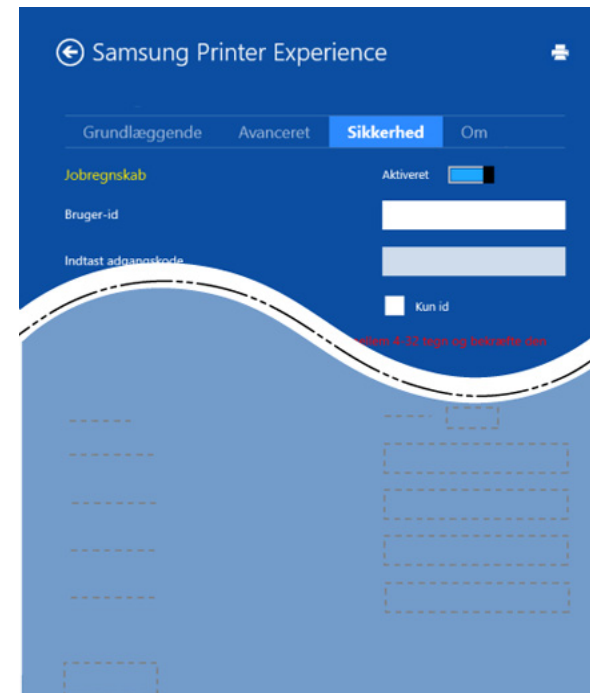 Samsung Printer Experience
Grundlæggende Avanceret Sikkerhed Om
Jobregnskab Aktiveret
Bruger-id
Indtast adgangskode
Kun id
4-32 tegn og bekræfte den